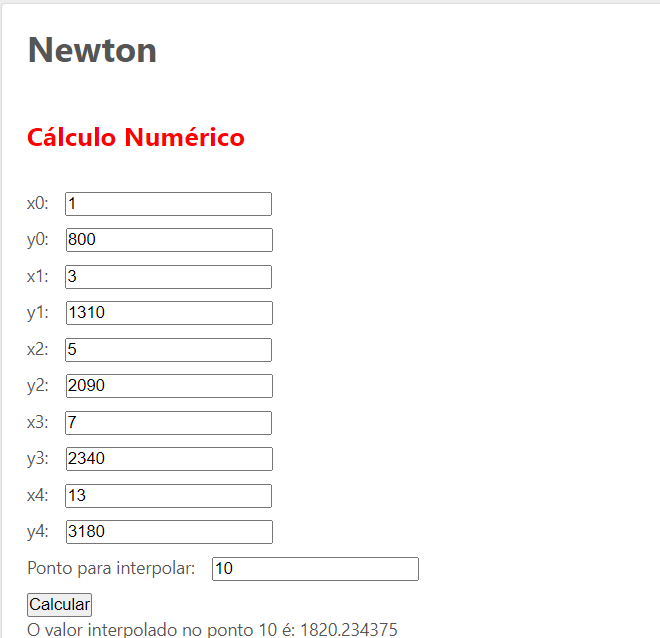 Newton
Cálculo Numérico
x0: 1
y0: 800
x1: 3
y1: 1310
x2: 5
y2: 2090
x3: 7
y3: 2340
x4: 13
y4: 3180
Ponto para interpolar: 10
Calcular
O valor interpolado no ponto 10 é: 1820.234375